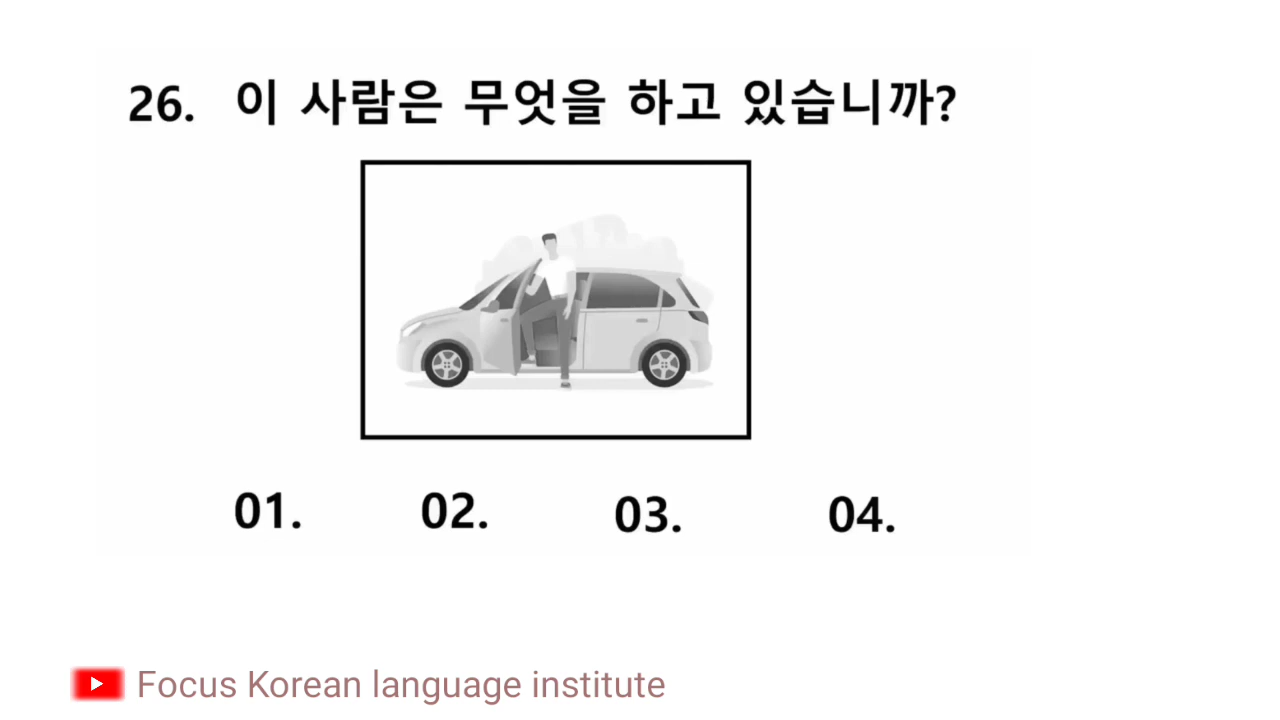 26. 이 사람은 무엇을 하고 있습니까?
01. 02. 03. 04.
Focus Korean language institute